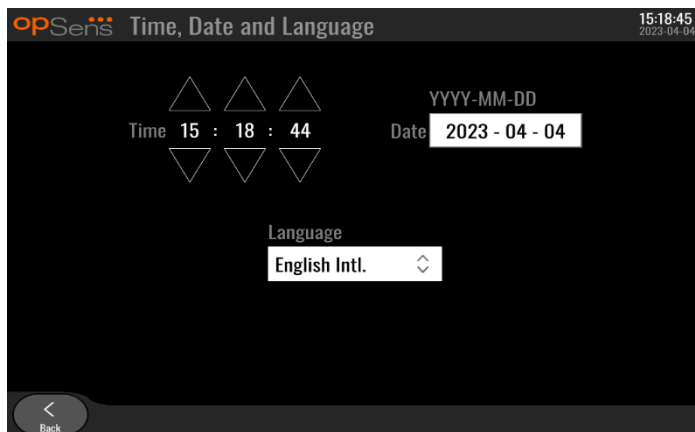 opSens Time, Date and Language
15:18:45
2023-04-04
YYYY-MM-DD
Time 15 : 18 : 44
Date 2023 - 04 - 04
Language
English Intl.
Back